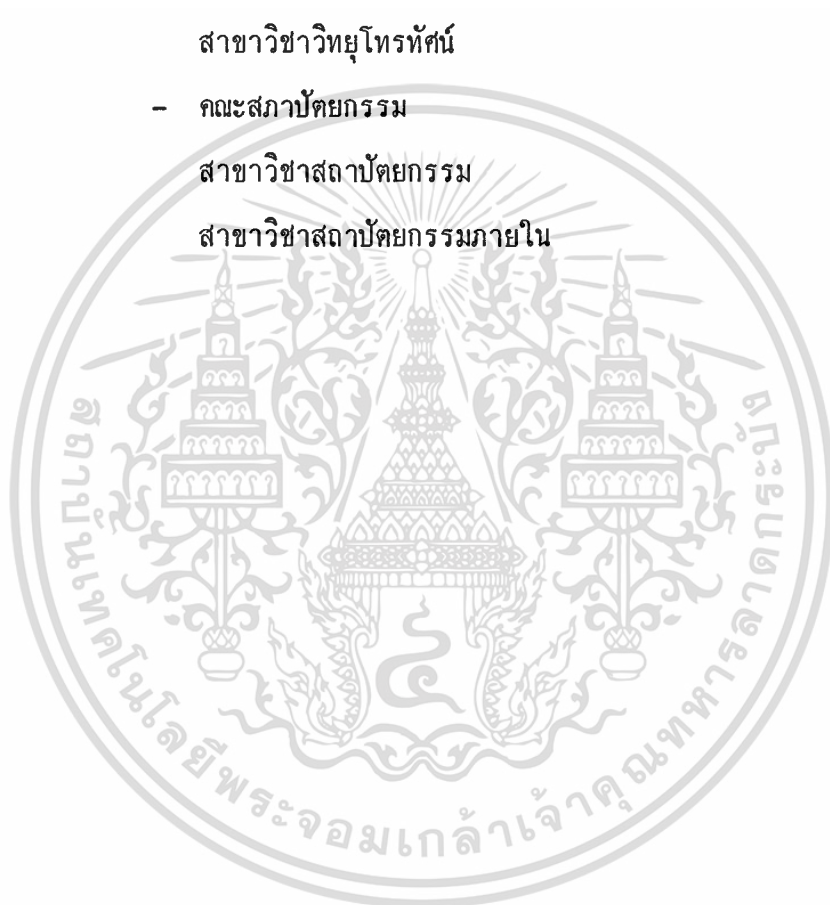 สาขาวิชาวิทยุโทรทัศน์
- คณะสภาปัตยกรรม
สาขาวิชาสถาปัตยกรรม
สาขาวิชาสถาปัตยกรรมภายใน
สถาบันเทคโนโลยีพระจอมเกล้าเจ้าคุณทหารลาดกระบัง
๔